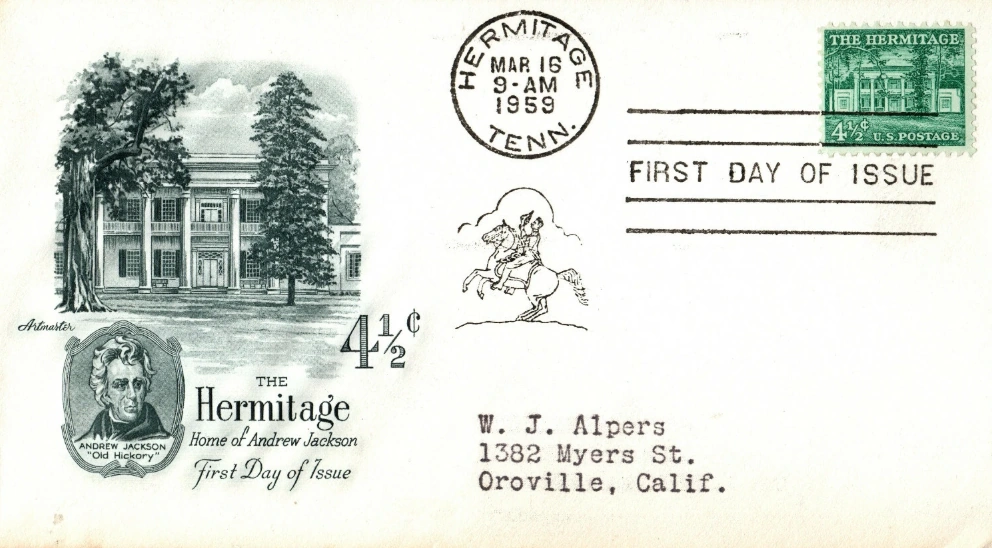 HERMITAGE
MAR 16
9-AM
1959
TENN.
THE HERMITAGE
4½¢
U.S. POSTAGE
FIRST DAY OF ISSUE
Artmaster
4½¢
ANDREW JACKSON
"Old Hickory"
THE
Hermitage
Home of Andrew Jackson
First Day of Issue
W. J. Alpers
1382 Myers St.
Oroville, Calif.